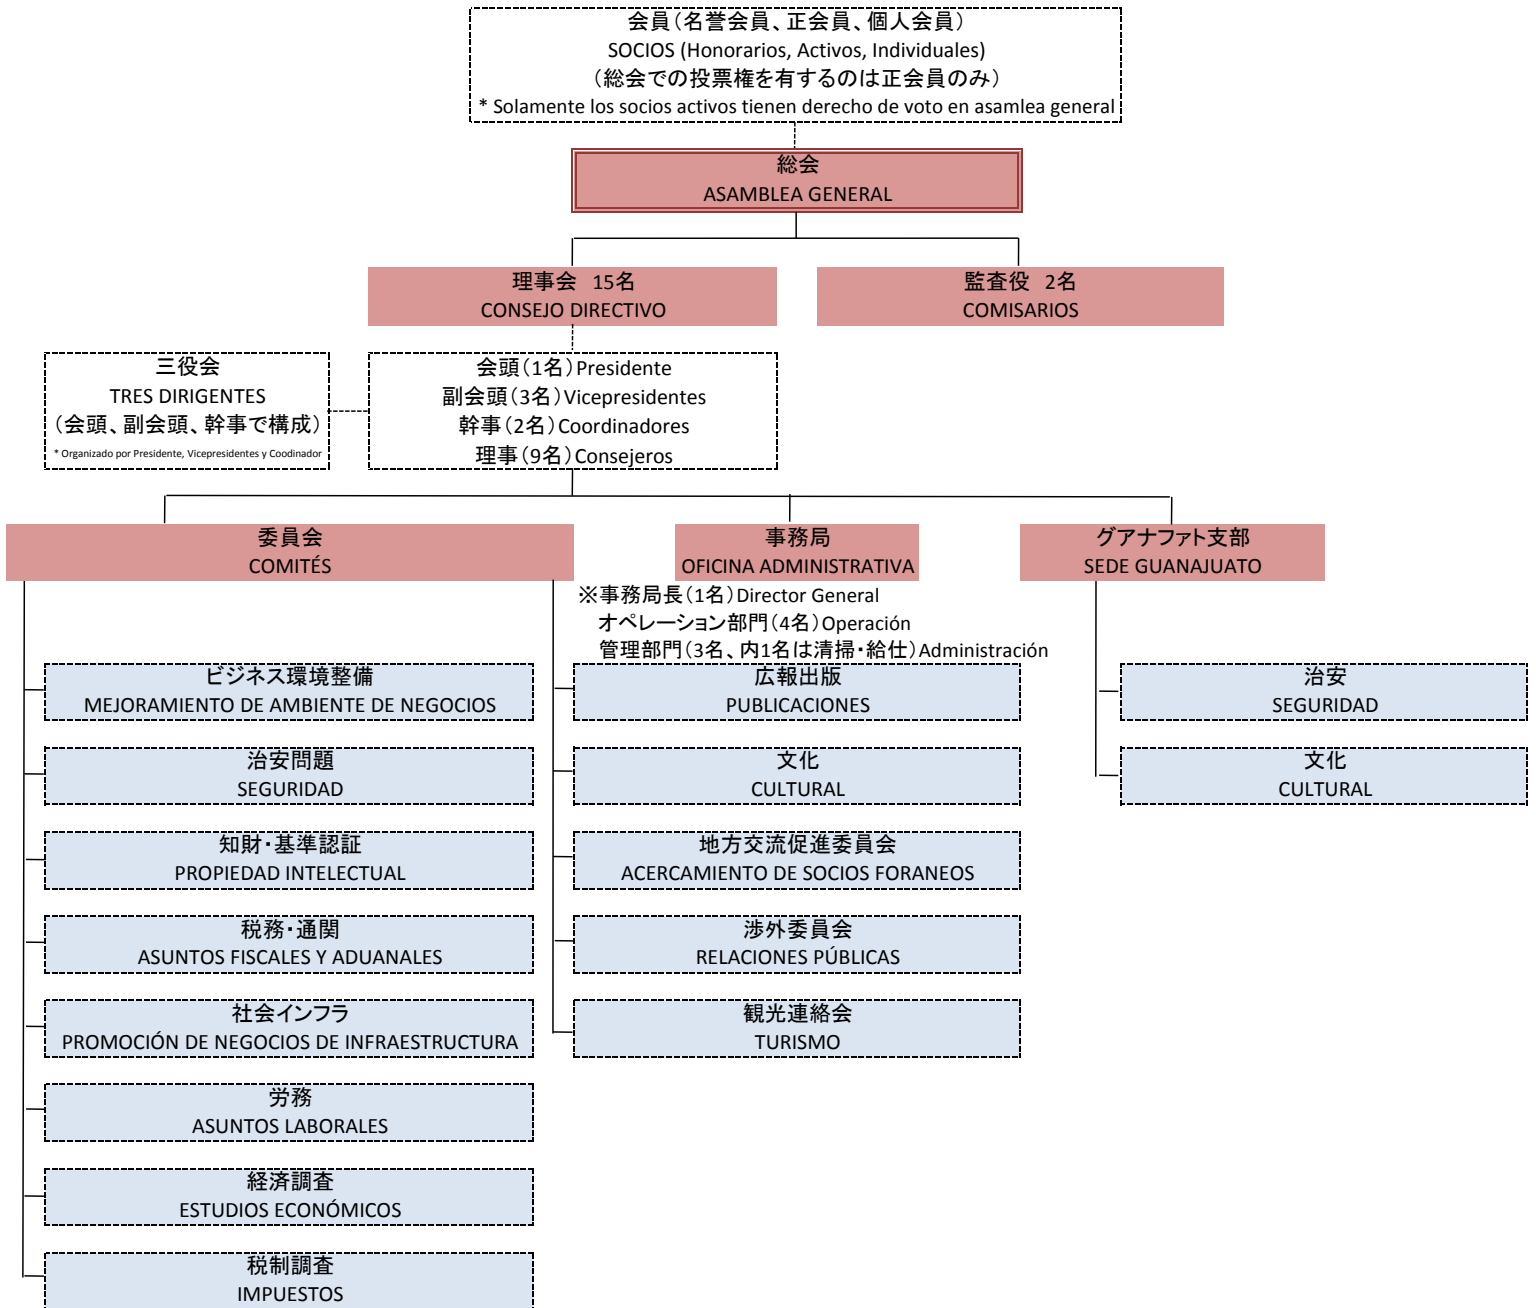 会員（名誉会員、正会員、個人会員）
SOCIOS (Honorarios, Activos, Individuales)
（総会での投票権を有するのは正会員のみ）
* Solamente los socios activos tienen derecho de voto en asamlea general
総会
ASAMBLEA GENERAL
理事会　15名
CONSEJO DIRECTIVO
監査役　2名
COMISARIOS
三役会
TRES DIRIGENTES
（会頭、副会頭、幹事で構成）
* Organizado por Presidente, Vicepresidentes y Coodinador
会頭（1名）Presidente
副会頭（3名）Vicepresidentes
幹事（2名）Coordinadores
理事（9名）Consejeros
委員会
COMITÉS
事務局
OFICINA ADMINISTRATIVA
※事務局長（1名）Director General
オペレーション部門（4名）Operación
管理部門（3名、内1名は清掃・給仕）Administración
グアナファト支部
SEDE GUANAJUATO
ビジネス環境整備
MEJORAMIENTO DE AMBIENTE DE NEGOCIOS
治安問題
SEGURIDAD
知財・基準認証
PROPIEDAD INTELECTUAL
税務・通関
ASUNTOS FISCALES Y ADUANALES
社会インフラ
PROMOCIÓN DE NEGOCIOS DE INFRAESTRUCTURA
労務
ASUNTOS LABORALES
経済調査
ESTUDIOS ECONÓMICOS
税制調査
IMPUESTOS
広報出版
PUBLICACIONES
文化
CULTURAL
地方交流促進委員会
ACERCAMIENTO DE SOCIOS FORANEOS
渉外委員会
RELACIONES PÚBLICAS
観光連絡会
TURISMO
治安
SEGURIDAD
文化
CULTURAL